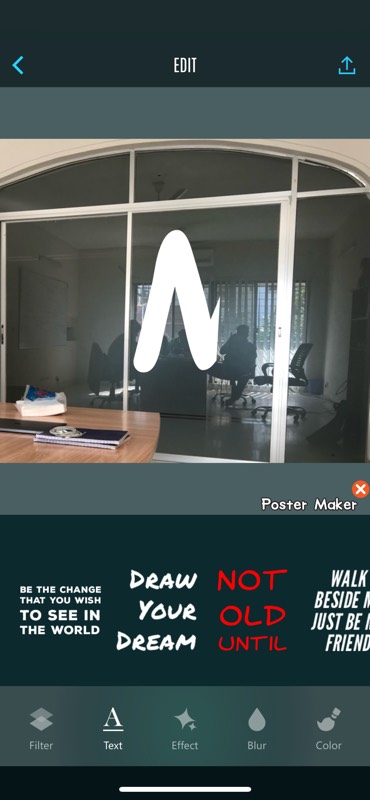 EDIT
Poster Maker
BE THE CHANGE
THAT YOU WISH
TO SEE IN
THE WORLD
DRAW
YOUR
DREAM
NOT
OLD
UNTIL
WALK
BESIDE
JUST BE
FRIEND
Filter
Text
Effect
Blur
Color